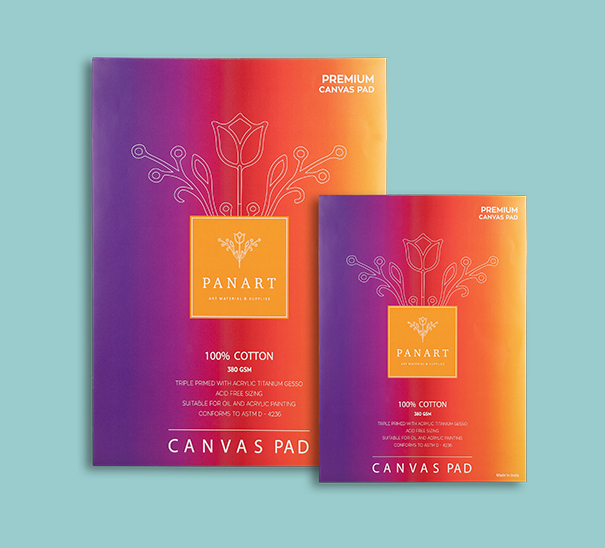 PREMIUM
CANVAS PAD
PANART
ART MATERIAL & SUPPLIES
100% COTTON
380 GSM
TRIPLE PRIMED WITH ACRYLIC TITANIUM GESSO
ACID FREE SIZING
SUITABLE FOR OIL AND ACRYLIC PAINTING
CONFORMS TO ASTM D - 4236
CANVAS PAD
PREMIUM
CANVAS PAD
PANART
ART MATERIAL & SUPPLIES
100% COTTON
380 GSM
TRIPLE PRIMED WITH ACRYLIC TITANIUM GESSO
ACID FREE SIZING
SUITABLE FOR OIL AND ACRYLIC PAINTING
CONFORMS TO ASTM D - 4236
CANVAS PAD
Made in India